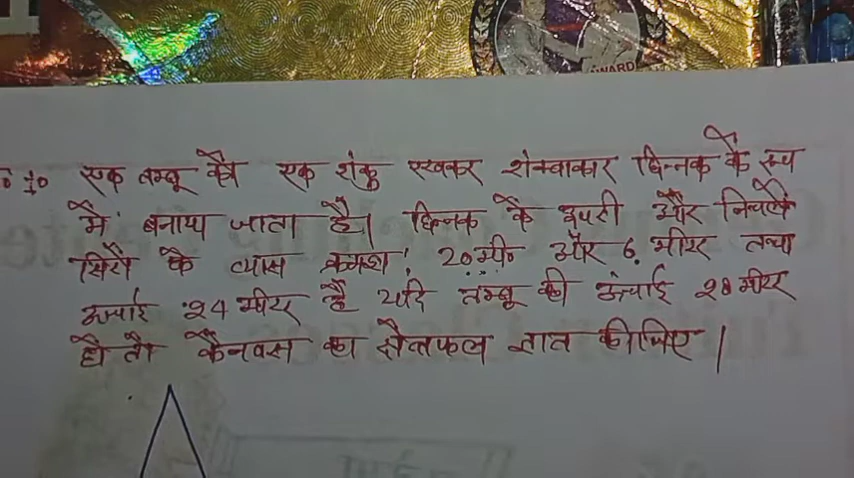 AWARD
एक तम्बू को एक शंकु रखकर शंक्वाकार छिन्नक के रूप
में बनाया जाता है। छिन्नक के ऊपरी और निचले
सिरों के व्यास क्रमशः 20 मी० और 6 मीटर तथा
ऊंचाई 24 मीटर है यदि तम्बू की ऊंचाई 28 मीटर
हो तो कैनवस का क्षेत्रफल ज्ञात कीजिए।